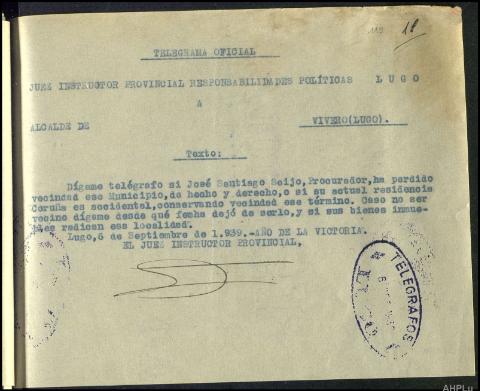 119 18
TELEGRAMA OFICIAL
JUEZ INSTRUCTOR PROVINCIAL RESPONSABILIDADES POLÍTICAS L U G O
A
ALCALDE DE VIVERO(LUGO).
Texto:
Dígame telégrafo si José Santiago Seijo, Procurador, ha perdido
vecindad ese Municipio, de hecho y derecho, o si su actual residencia
Coruña es accidental, conservando vecindad ese término. Caso no ser
vecino dígame desde qué fecha dejó de serlo, y si sus bienes inmue-
bles radican esa localidad.
Lugo, 6 de Septiembre de 1.939.-AÑO DE LA VICTORIA.
EL JUEZ INSTRUCTOR PROVINCIAL,
TELEGRAFOS
LUGO
AHPLu